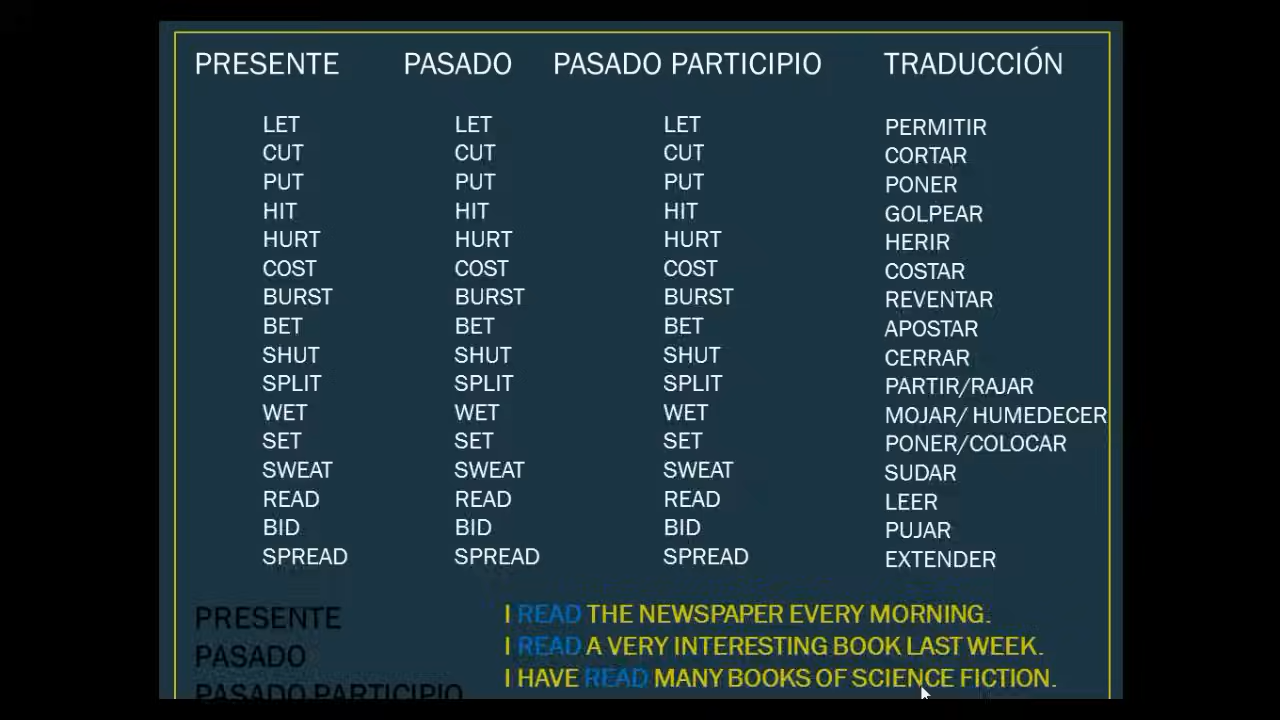 PRESENTE PASADO PASADO PARTICIPIO TRADUCCIÓN
LET LET LET PERMITIR
CUT CUT CUT CORTAR
PUT PUT PUT PONER
HIT HIT HIT GOLPEAR
HURT HURT HURT HERIR
COST COST COST COSTAR
BURST BURST BURST REVENTAR
BET BET BET APOSTAR
SHUT SHUT SHUT CERRAR
SPLIT SPLIT SPLIT PARTIR/RAJAR
WET WET WET MOJAR/ HUMEDECER
SET SET SET PONER/COLOCAR
SWEAT SWEAT SWEAT SUDAR
READ READ READ LEER
BID BID BID PUJAR
SPREAD SPREAD SPREAD EXTENDER
PRESENTE I READ THE NEWSPAPER EVERY MORNING.
PASADO I READ A VERY INTERESTING BOOK LAST WEEK.
PASADO PARTICIPIO I HAVE READ MANY BOOKS OF SCIENCE FICTION.